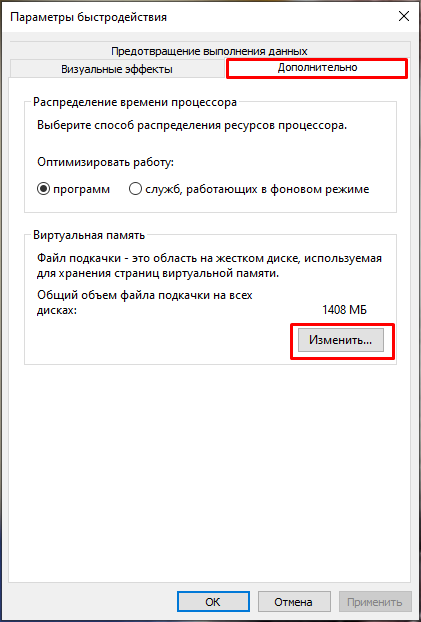 Параметры быстродействия
Предотвращение выполнения данных
Визуальные эффекты
Дополнительно
Распределение времени процессора
Выберите способ распределения ресурсов процессора.
Оптимизировать работу:
программ
служб, работающих в фоновом режиме
Виртуальная память
Файл подкачки - это область на жестком диске, используемая
для хранения страниц виртуальной памяти.
Общий объем файла подкачки на всех
дисках:
1408 МБ
Изменить...
ОК
Отмена
Применить